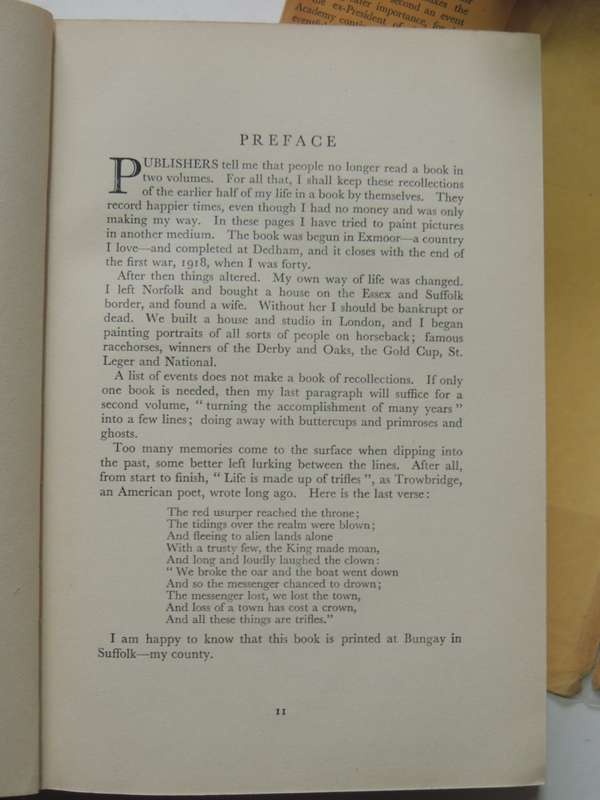 second an event
the ex-President of
later importance, for
Academy
PREFACE
PUBLISHERS tell me that people no longer read a book in
two volumes. For all that, I shall keep these recollections
of the earlier half of my life in a book by themselves. They
record happier times, even though I had no money and was only
making my way. In these pages I have tried to paint pictures
in another medium. The book was begun in Exmoor—a country
I love—and completed at Dedham, and it closes with the end of
the first war, 1918, when I was forty.
After then things altered. My own way of life was changed.
I left Norfolk and bought a house on the Essex and Suffolk
border, and found a wife. Without her I should be bankrupt or
dead. We built a house and studio in London, and I began
painting portraits of all sorts of people on horseback; famous
racehorses, winners of the Derby and Oaks, the Gold Cup, St.
Leger and National.
A list of events does not make a book of recollections. If only
one book is needed, then my last paragraph will suffice for a
second volume, “ turning the accomplishment of many years ”
into a few lines; doing away with buttercups and primroses and
ghosts.
Too many memories come to the surface when dipping into
the past, some better left lurking between the lines. After all,
from start to finish, “ Life is made up of trifles ”, as Trowbridge,
an American poet, wrote long ago. Here is the last verse:
The red usurper reached the throne;
The tidings over the realm were blown;
And fleeing to alien lands alone
With a trusty few, the King made moan,
And long and loudly laughed the clown:
“ We broke the oar and the boat went down
And so the messenger chanced to drown;
The messenger lost, we lost the town,
And loss of a town has cost a crown,
And all these things are trifles.”
I am happy to know that this book is printed at Bungay in
Suffolk—my county.
11